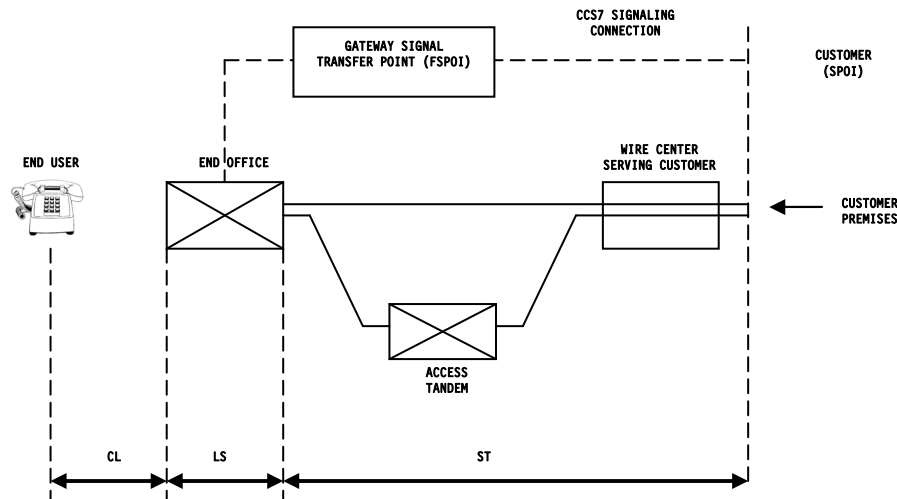 CCS7 SIGNALING
CONNECTION
GATEWAY SIGNAL
TRANSFER POINT (FSPOI)
CUSTOMER
(SPOI)
END USER
END OFFICE
WIRE CENTER
SERVING CUSTOMER
CUSTOMER
PREMISES
ACCESS
TANDEM
CL
LS
ST